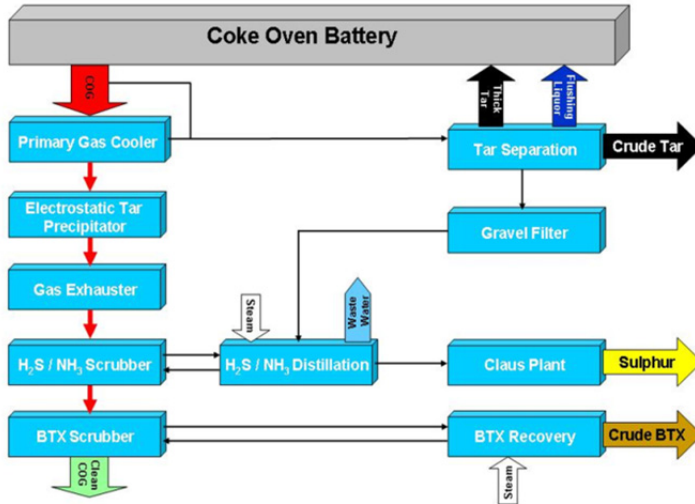 Coke Oven Battery
COG
Thick
Tar
Flushing
Liquor
Primary Gas Cooler
Tar Separation
Crude Tar
Electrostatic Tar
Precipitator
Gravel Filter
Gas Exhauster
Steam
Waste
Water
H₂S / NH₃ Scrubber
H₂S / NH₃ Distillation
Claus Plant
Sulphur
BTX Scrubber
BTX Recovery
Crude BTX
Clean
COG
Steam